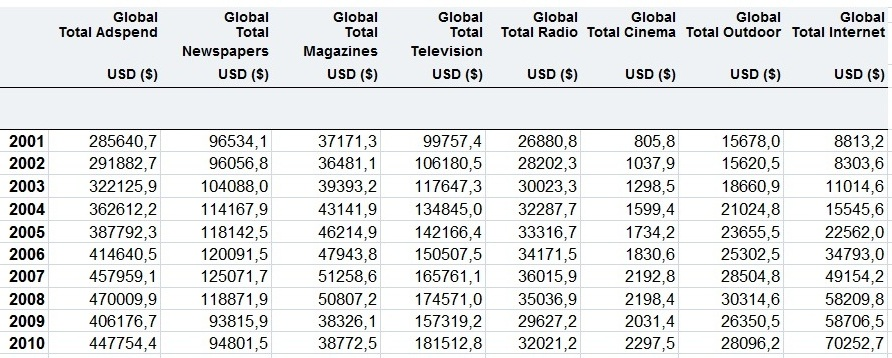 Global Global Global Global Global Global Global Global
Total Adspend Total Total Total Total Radio Total Cinema Total Outdoor Total Internet
Newspapers Magazines Television
USD ($) USD ($) USD ($) USD ($) USD ($) USD ($) USD ($) USD ($)
2001 285640,7 96534,1 37171,3 99757,4 26880,8 805,8 15678,0 8813,2
2002 291882,7 96056,8 36481,1 106180,5 28202,3 1037,9 15620,5 8303,6
2003 322125,9 104088,0 39393,2 117647,3 30023,3 1298,5 18660,9 11014,6
2004 362612,2 114167,9 43141,9 134845,0 32287,7 1599,4 21024,8 15545,6
2005 387792,3 118142,5 46214,9 142166,4 33316,7 1734,2 23655,5 22562,0
2006 414640,5 120091,5 47943,8 150507,5 34171,5 1830,6 25302,5 34793,0
2007 457959,1 125071,7 51258,6 165761,1 36015,9 2192,8 28504,8 49154,2
2008 470009,9 118871,9 50807,2 174571,0 35036,9 2198,4 30314,6 58209,8
2009 406176,7 93815,9 38326,1 157319,2 29627,2 2031,4 26350,5 58706,5
2010 447754,4 94801,5 38772,5 181512,8 32021,2 2297,5 28096,2 70252,7